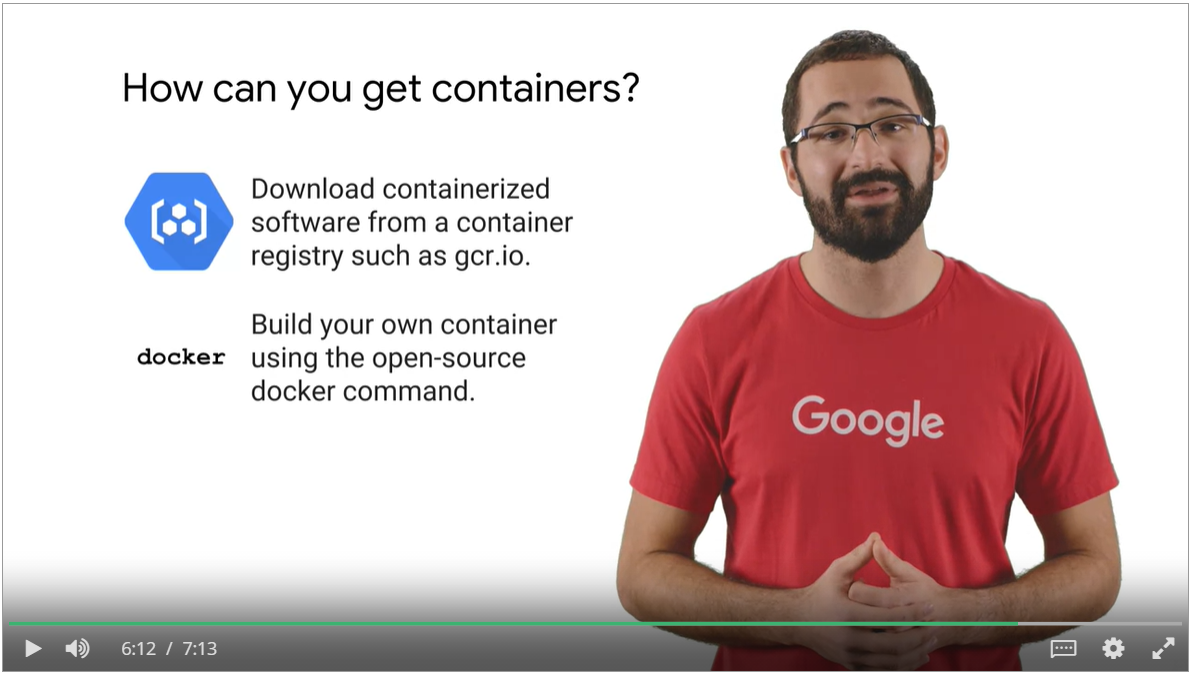 How can you get containers?
Download containerized
software from a container
registry such as gcr.io.
docker
Build your own container
using the open-source
docker command.
Google
6:12 / 7:13